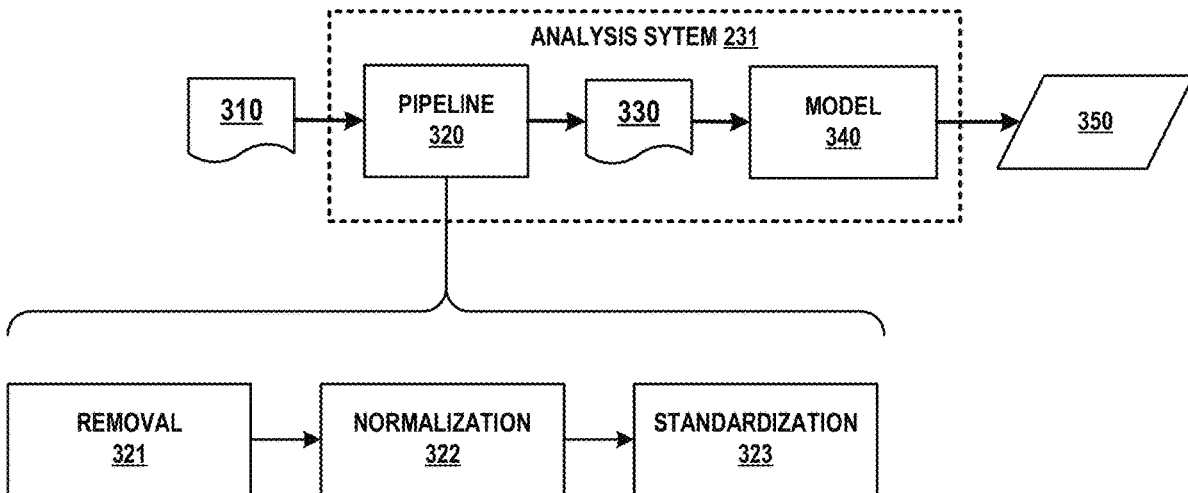 ANALYSIS SYTEM 231
310
PIPELINE
320
330
MODEL
340
350
REMOVAL
321
NORMALIZATION
322
STANDARDIZATION
323